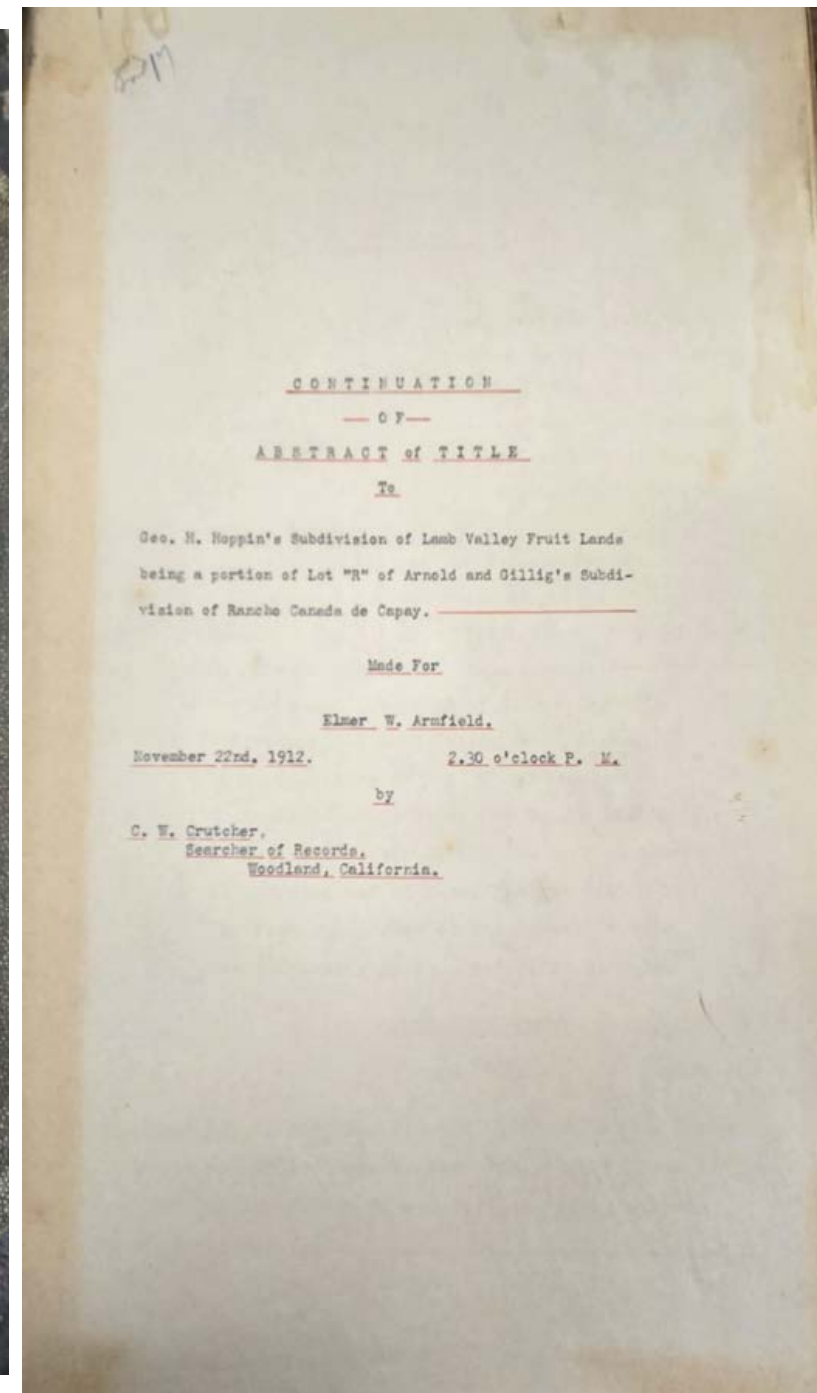 CONTINUATION
— OF —
ABSTRACT of TITLE
To
Geo. H. Hoppin's Subdivision of Lamb Valley Fruit Lands
being a portion of Lot "R" of Arnold and Gillig's Subdi-
vision of Rancho Canada de Capay.
Made For
Elmer W. Armfield.
November 22nd, 1912. 2.30 o'clock P. M.
by
C. W. Crutcher,
Searcher of Records,
Woodland, California.